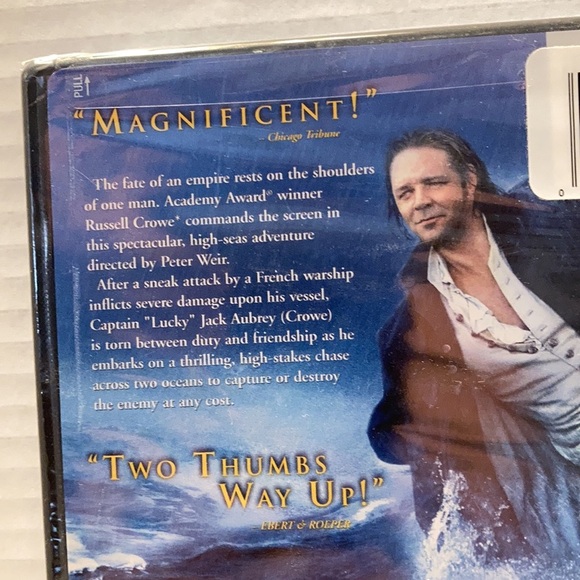 PULL
"MAGNIFICENT!"
– Chicago Tribune
The fate of an empire rests on the shoulders
of one man. Academy Award® winner
Russell Crowe* commands the screen in
this spectacular, high-seas adventure
directed by Peter Weir.
After a sneak attack by a French warship
inflicts severe damage upon his vessel,
Captain "Lucky" Jack Aubrey (Crowe)
is torn between duty and friendship as he
embarks on a thrilling, high-stakes chase
across two oceans to capture or destroy
the enemy at any cost.
"TWO THUMBS
WAY UP!"
– EBERT & ROEPER
0